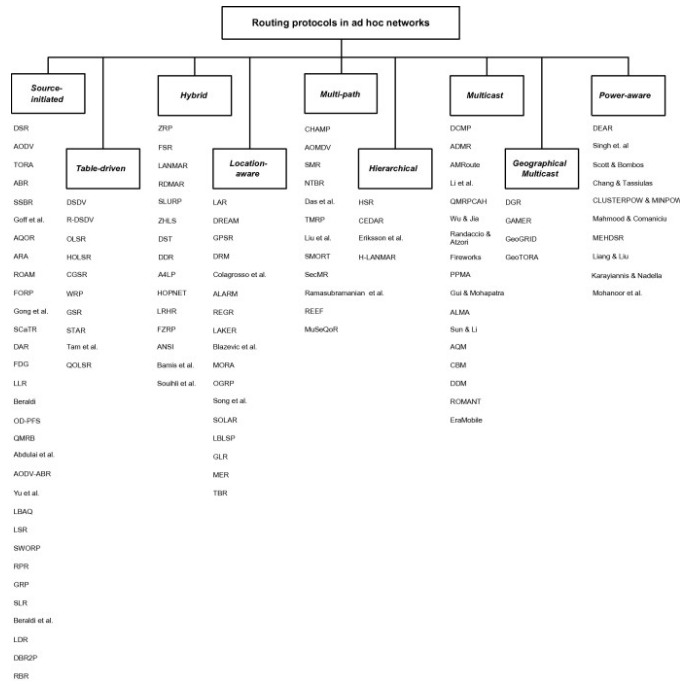 Routing protocols in ad hoc networks
Source-
initiated
DSR
AODV
TORA
ABR
SSBR
Goff et al.
AQOR
ARA
ROAM
FORP
Gong et al.
SCaTR
DAR
FDG
LLR
Beraldi
OD-PFS
QMRB
Abdulai et al.
AODV-ABR
Yu et al.
LBAQ
LSR
SWORP
RPR
GRP
SLR
Beraldi et al.
LDR
DBR2P
RBR
Table-driven
DSDV
R-DSDV
OLSR
HOLSR
CGSR
WRP
GSR
STAR
Tam et al.
QOLSR
Hybrid
ZRP
FSR
LANMAR
RDMAR
SLURP
ZHLS
DST
DDR
A4LP
HOPNET
LRHR
FZRP
ANSI
Bamis et al.
Souihli et al.
Location-
aware
LAR
DREAM
GPSR
DRM
Colagrosso et al.
ALARM
REGR
LAKER
Blazevic et al.
MORA
OGRP
Song et al.
SOLAR
LBLSP
GLR
MER
TBR
Multi-path
CHAMP
AOMDV
SMR
NTBR
Das et al.
TMRP
Liu et al.
SMORT
SecMR
Ramasubramanian et al.
REEF
MuSeQoR
Hierarchical
HSR
CEDAR
Eriksson et al.
H-LANMAR
Multicast
DCMP
ADMR
AMRoute
Li et al.
QMRPCAH
Wu & Jia
Randaccio &
Atzori
Fireworks
PPMA
Gui & Mohapatra
ALMA
Sun & Li
AQM
CBM
DDM
ROMANT
EraMobile
Geographical
Multicast
DGR
GAMER
GeoGRID
GeoTORA
Power-aware
DEAR
Singh et. al
Scott & Bombos
Chang & Tassiulas
CLUSTERPOW & MINPOW
Mahmood & Comaniciu
MEHDSR
Liang & Liu
Karayiannis & Nadella
Mohanoor et al.